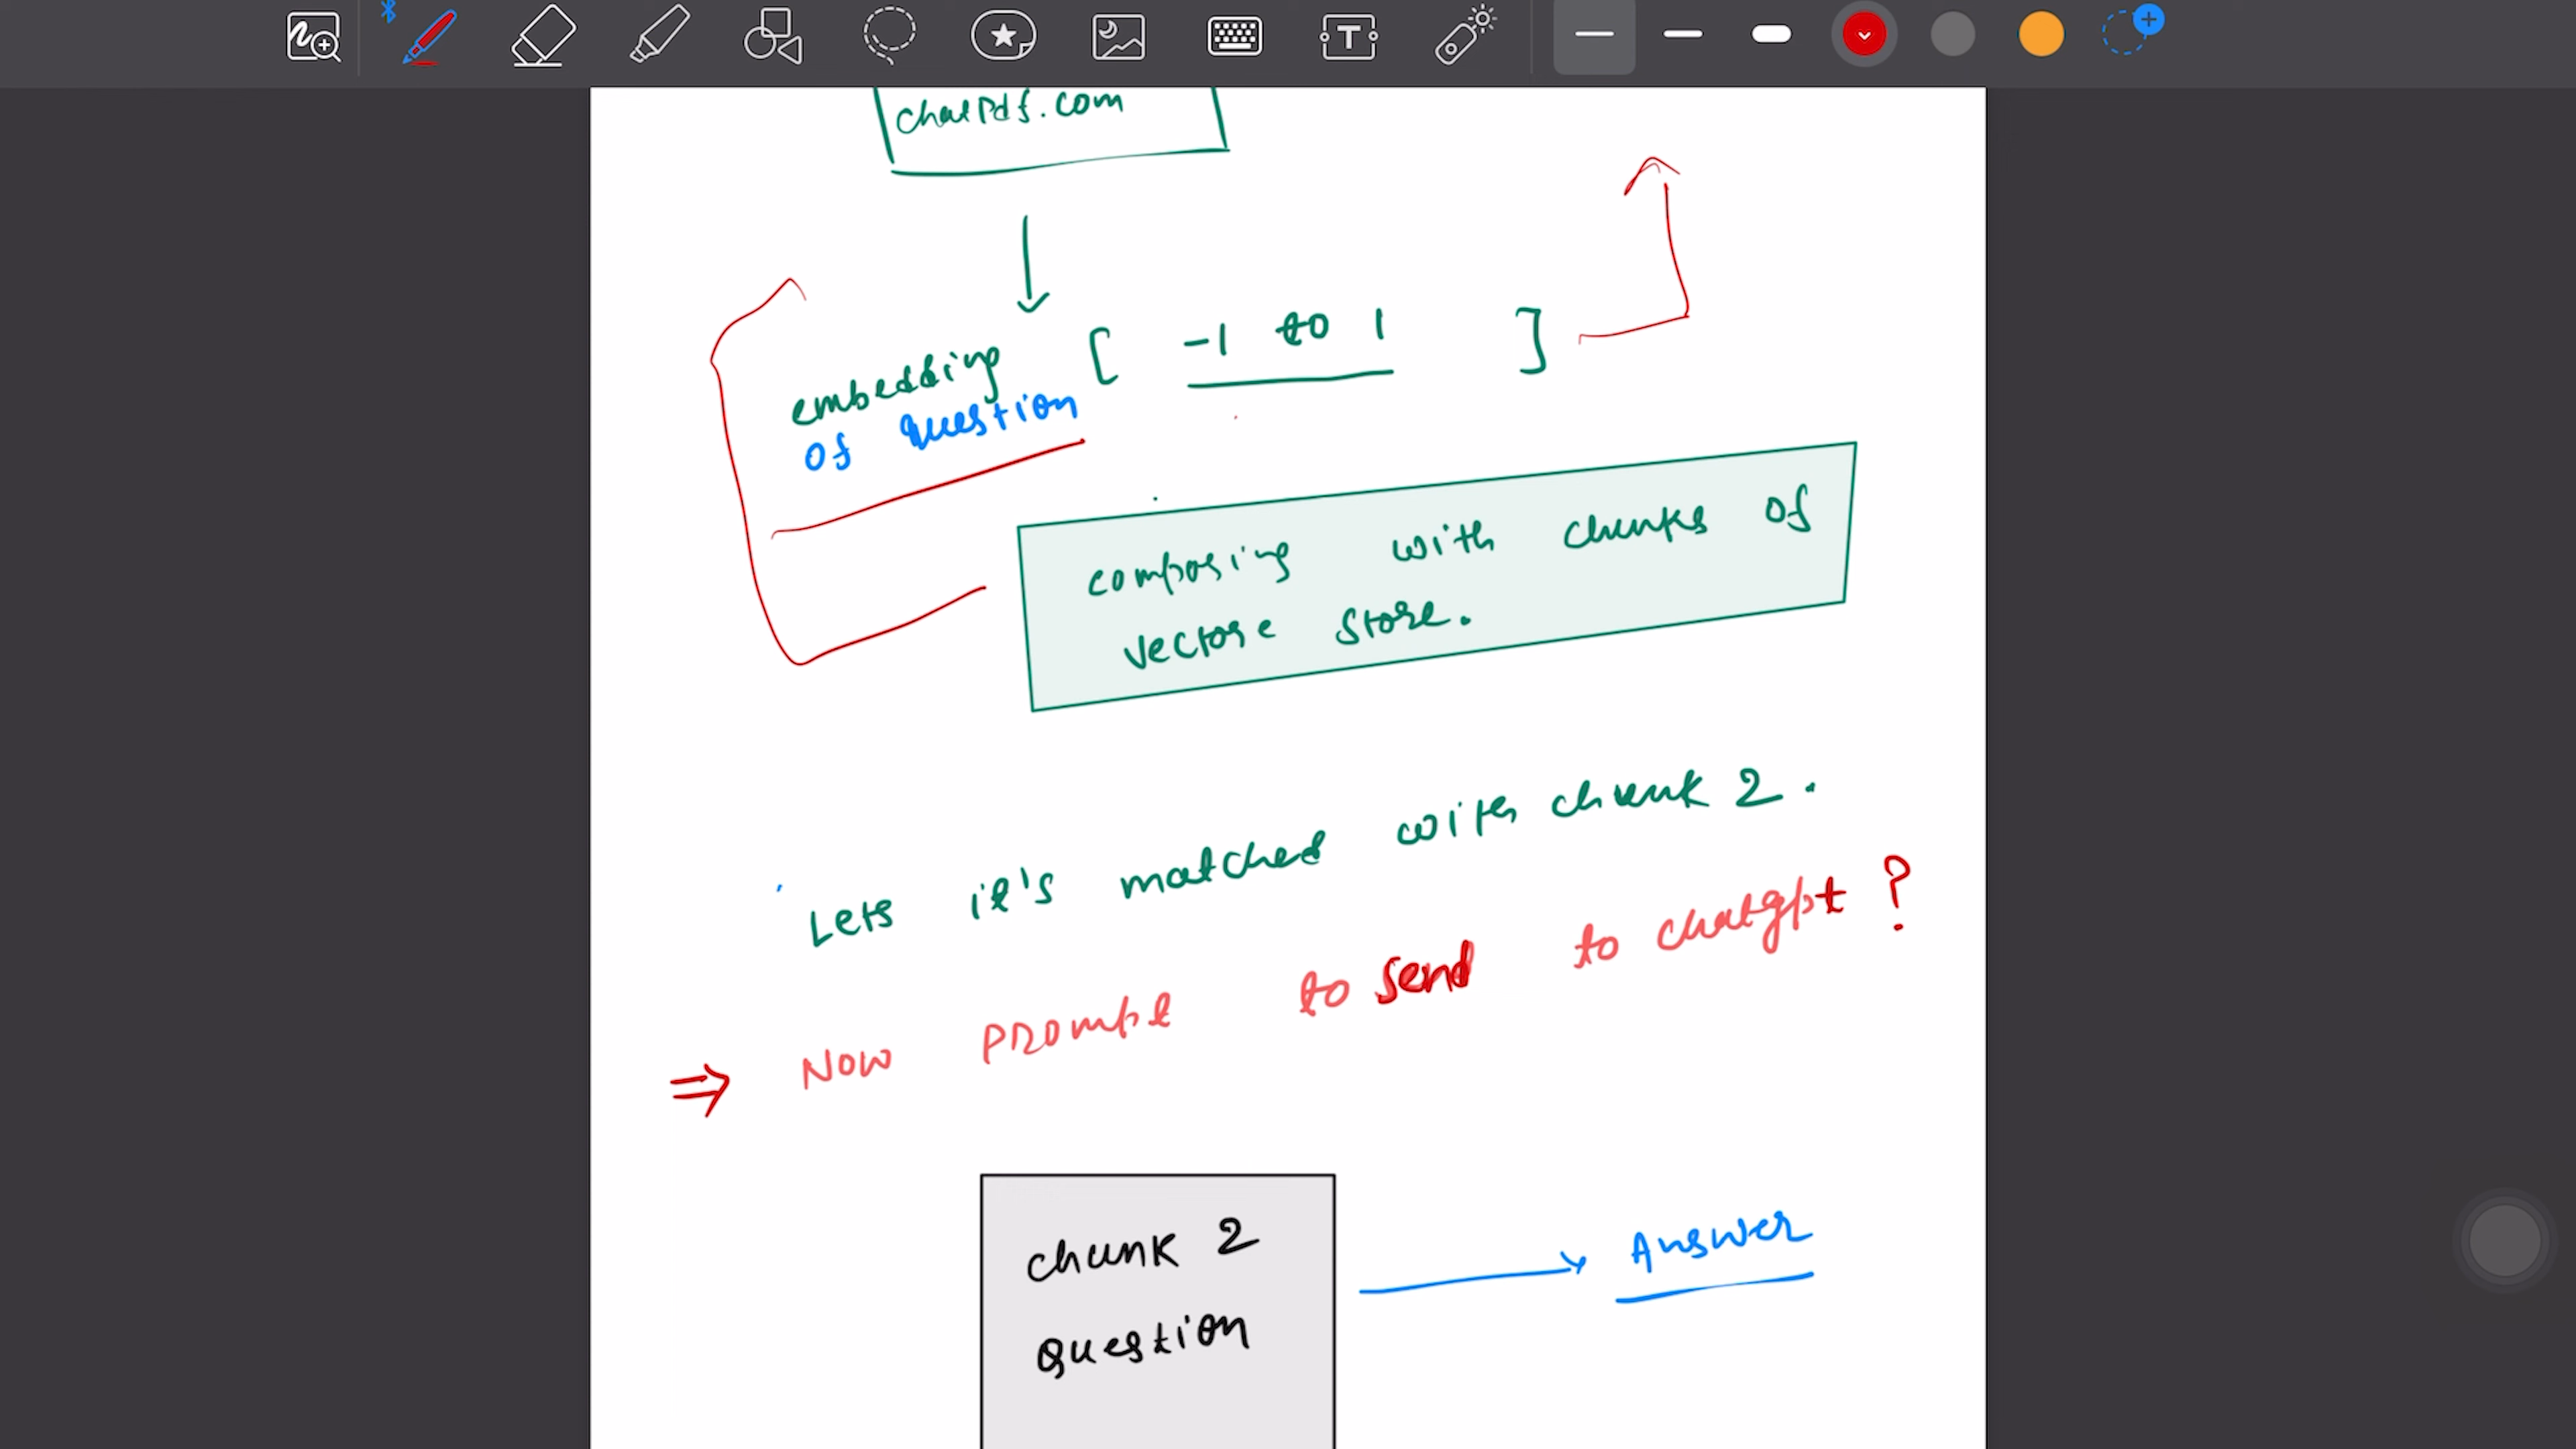 chatPdf.com
embedding [ -1 to 1 ]
of question
composing with chunks of
vectore store.
Lets it's matched with chunk 2.
⇒ Now prompt to send to chatgpt ?
chunk 2
Question
Answer